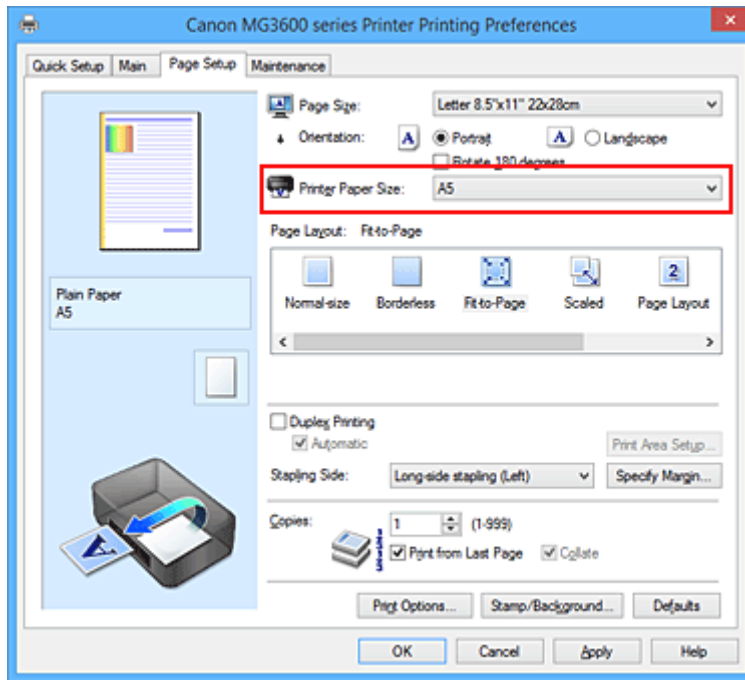 Canon MG3600 series Printer Printing Preferences
Quick Setup Main Page Setup Maintenance
Page Size: Letter 8.5"x11" 22x28cm
Orientation: A Portrait A Landscape
Rotate 180 degrees
Printer Paper Size: A5
Page Layout: Fit-to-Page
Normal-size Borderless Fit-to-Page Scaled 2 Page Layout
Plain Paper
A5
Duplex Printing
Automatic Print Area Setup...
Stapling Side: Long-side stapling (Left) Specify Margin...
Copies: 1 (1-999)
Print from Last Page Collate
A
Print Options... Stamp/Background... Defaults
OK Cancel Apply Help